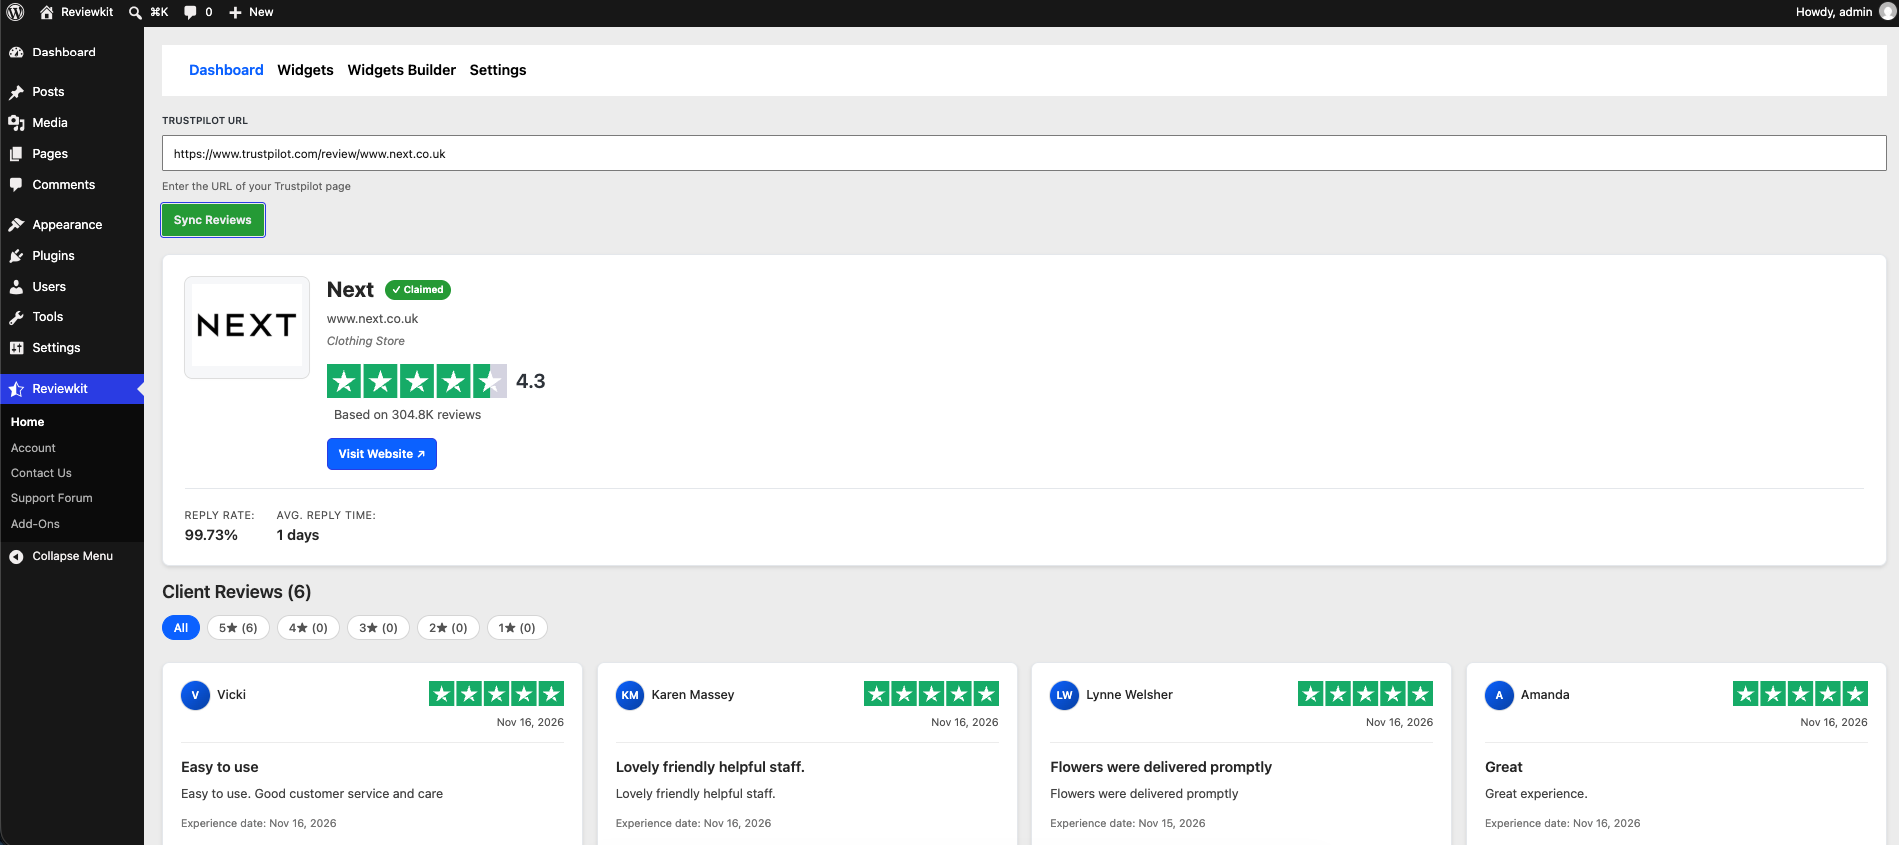 Reviewkit ⌘K 0 New Howdy, admin
Dashboard
Posts
Media
Pages
Comments
Appearance
Plugins
Users
Tools
Settings
Reviewkit
Home
Account
Contact Us
Support Forum
Add-Ons
Collapse Menu
Dashboard Widgets Widgets Builder Settings
TRUSTPILOT URL
https://www.trustpilot.com/review/www.next.co.uk
Enter the URL of your Trustpilot page
Sync Reviews
NEXT
Next ✓ Claimed
www.next.co.uk
Clothing Store
4.3
Based on 304.8K reviews
Visit Website ↗
REPLY RATE: AVG. REPLY TIME:
99.73% 1 days
Client Reviews (6)
All 5★ (6) 4★ (0) 3★ (0) 2★ (0) 1★ (0)
V Vicki
Nov 16, 2026
Easy to use
Easy to use. Good customer service and care
Experience date: Nov 16, 2026
KM Karen Massey
Nov 16, 2026
Lovely friendly helpful staff.
Lovely friendly helpful staff.
Experience date: Nov 16, 2026
LW Lynne Welsher
Nov 16, 2026
Flowers were delivered promptly
Flowers were delivered promptly
Experience date: Nov 15, 2026
A Amanda
Nov 16, 2026
Great
Great experience.
Experience date: Nov 16, 2026